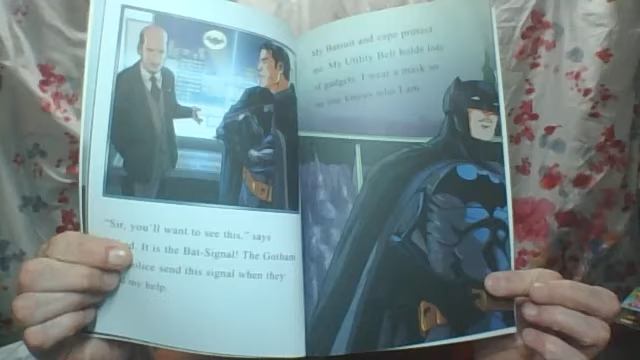 "Sir, you'll want to see this," says
It is the Bat-Signal! The Gotham
police send this signal when they
my help.
My Batsuit and cape protect
me. My Utility Belt holds lots
of gadgets. I wear a mask so
no one knows who I am.